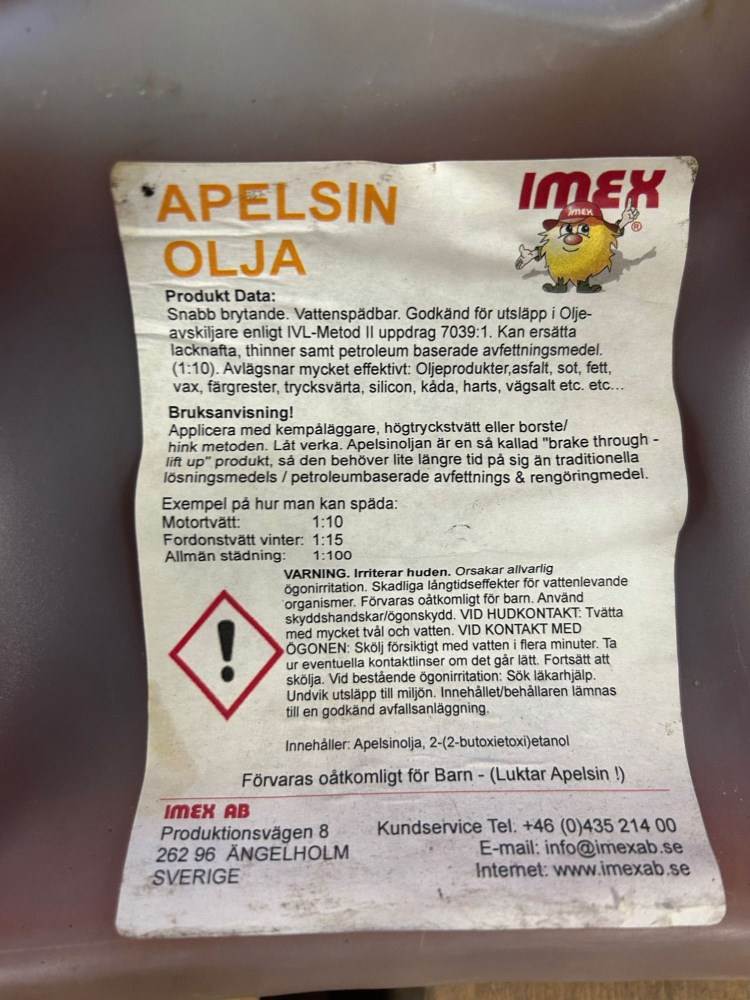 APELSIN
OLJA
IMEX
IMEX
®
Produkt Data:
Snabb brytande. Vattenspädbar. Godkänd för utsläpp i Olje-
avskiljare enligt IVL-Metod II uppdrag 7039:1. Kan ersätta
lacknafta, thinner samt petroleum baserade avfettningsmedel.
(1:10). Avlägsnar mycket effektivt: Oljeprodukter,asfalt, sot, fett,
vax, färgrester, trycksvärta, silicon, kåda, harts, vägsalt etc. etc...
Bruksanvisning!
Applicera med kempåläggare, högtryckstvätt eller borste/
hink metoden. Låt verka. Apelsinoljan är en så kallad "brake through -
lift up" produkt, så den behöver lite längre tid på sig än traditionella
lösningsmedels / petroleumbaserade avfettnings & rengöringmedel.
Exempel på hur man kan späda:
Motortvätt: 1:10
Fordonstvätt vinter: 1:15
Allmän städning: 1:100
VARNING. Irriterar huden. Orsakar allvarlig
ögonirritation. Skadliga långtidseffekter för vattenlevande
organismer. Förvaras oåtkomligt för barn. Använd
skyddshandskar/ögonskydd. VID HUDKONTAKT: Tvätta
med mycket tvål och vatten. VID KONTAKT MED
ÖGONEN: Skölj försiktigt med vatten i flera minuter. Ta
ur eventuella kontaktlinser om det går lätt. Fortsätt att
skölja. Vid bestående ögonirritation: Sök läkarhjälp.
Undvik utsläpp till miljön. Innehållet/behållaren lämnas
till en godkänd avfallsanläggning.
Innehåller: Apelsinolja, 2-(2-butoxietoxi)etanol
Förvaras oåtkomligt för Barn - (Luktar Apelsin !)
IMEX AB
Produktionsvägen 8
262 96 ÄNGELHOLM
SVERIGE
Kundservice Tel. +46 (0)435 214 00
E-mail: info@imexab.se
Internet: www.imexab.se